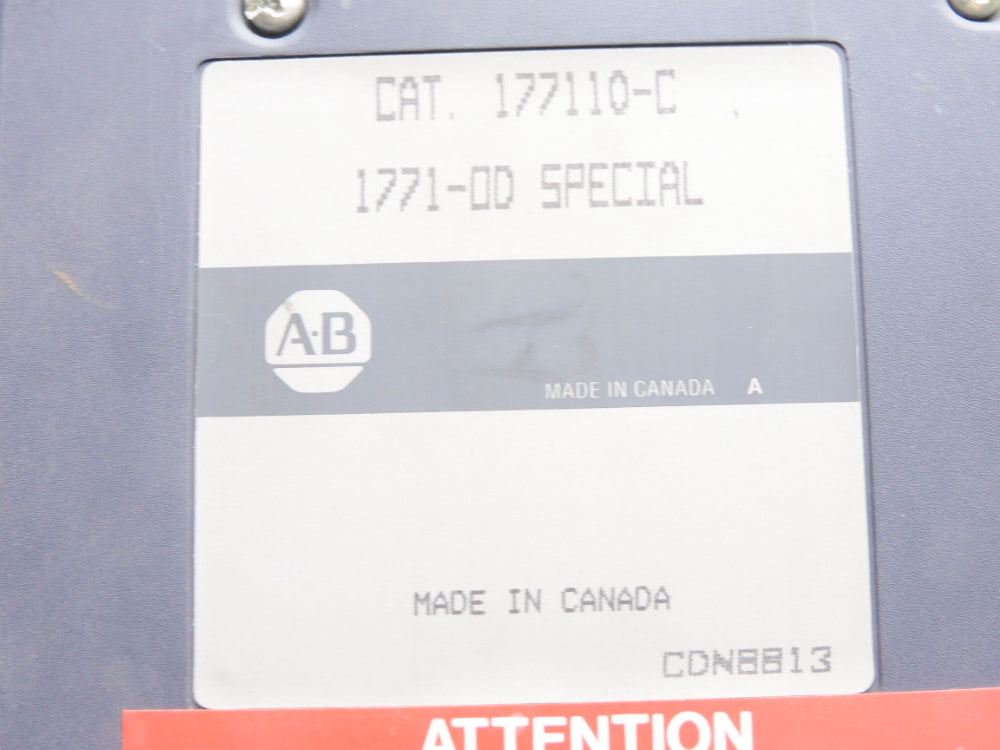 CAT. 177110-C
1771-OD SPECIAL
A·B
MADE IN CANADA A
MADE IN CANADA
CDN8813
ATTENTION